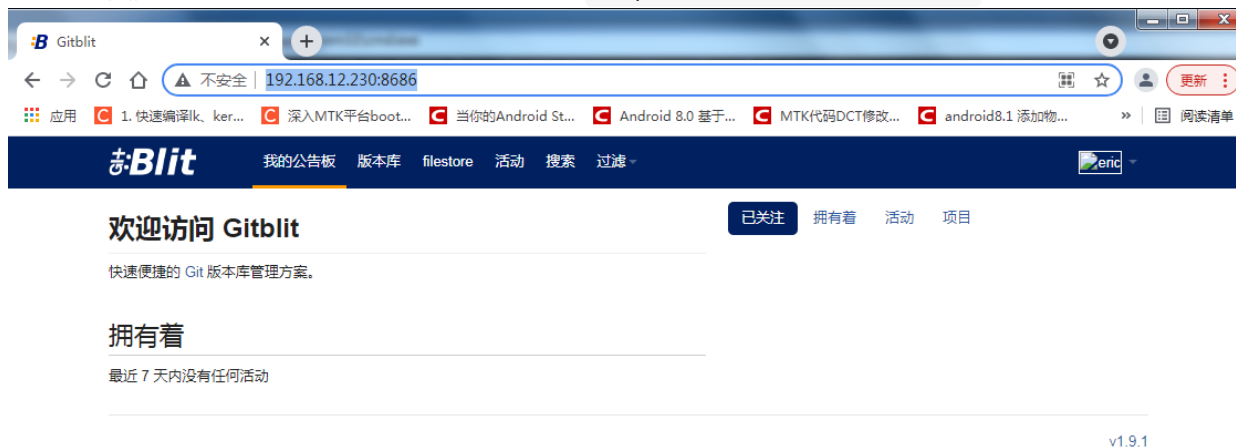 Gitblit
不安全 192.168.12.230:8686
更新
应用 1. 快速编译lk、ker... 深入MTK平台boot... 当你的Android St... Android 8.0 基于... MTK代码DCT修改... android8.1 添加物... » 阅读清单
Blit 我的公告板 版本库 filestore 活动 搜索 过滤 eric
欢迎访问 Gitblit
已关注 拥有着 活动 项目
快速便捷的 Git 版本库管理方案。
拥有着
最近 7 天内没有任何活动
v1.9.1